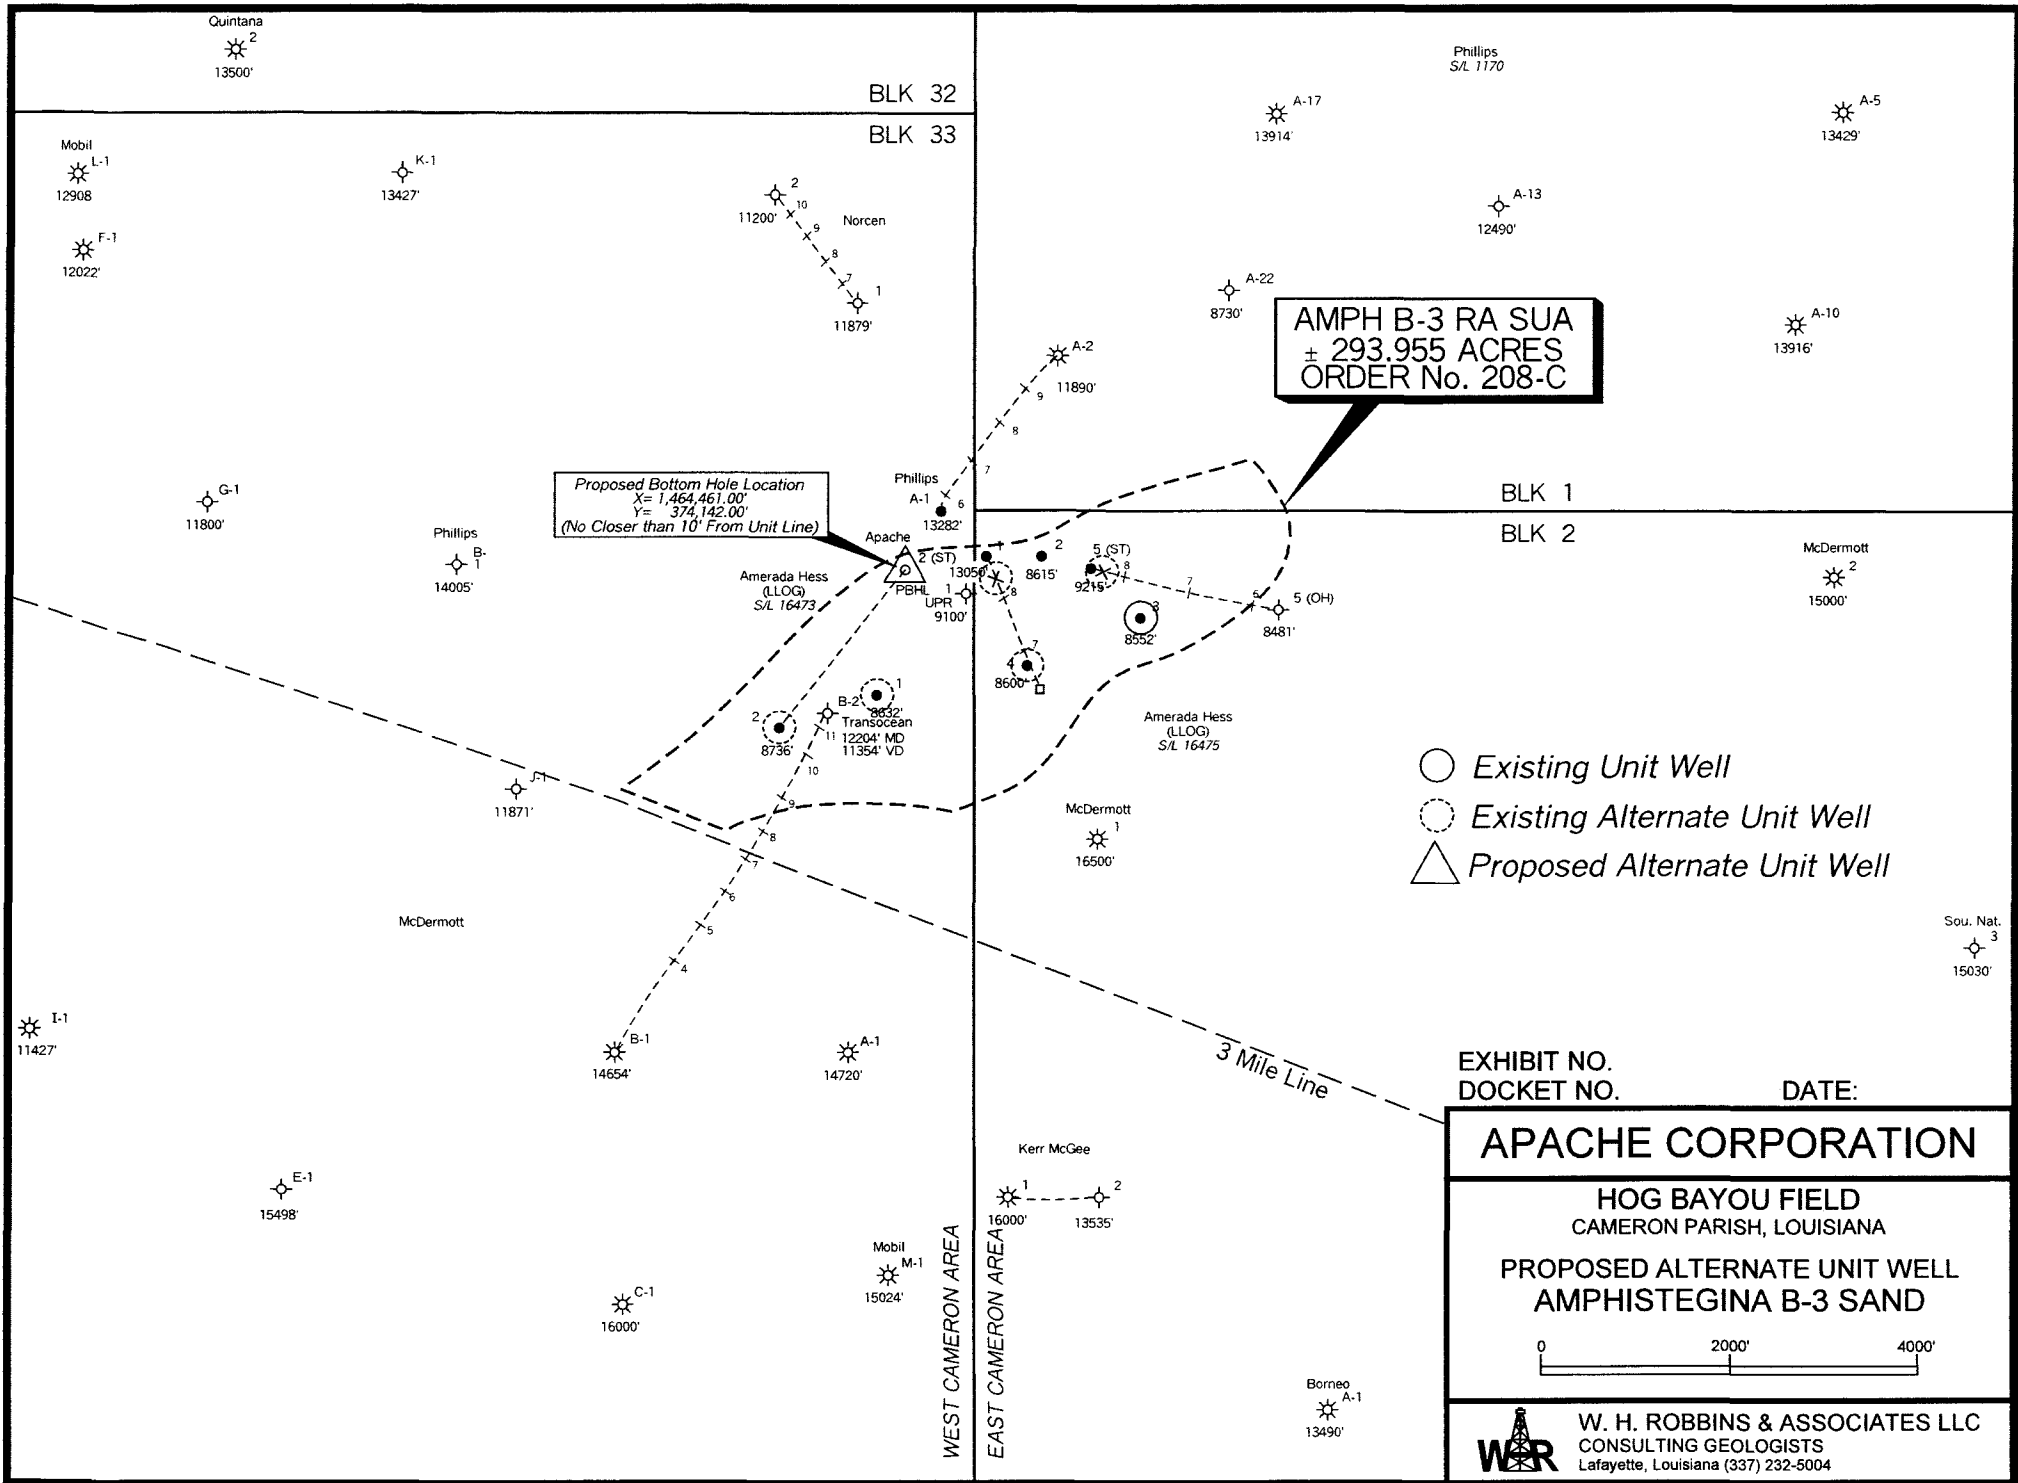 Quintana
2
13500'
BLK 32
BLK 33
Phillips
S/L 1170
A-17
13914'
A-5
13429'
Mobil
L-1
12908
K-1
13427'
F-1
12022'
2
11200'
10
9
8
7
Norcen
1
11879'
A-13
12490'
A-22
8730'
A-10
13916'
AMPH B-3 RA SUA
± 293.955 ACRES
ORDER No. 208-C
A-2
11890'
9
8
7
6
Phillips
A-1
13282'
Proposed Bottom Hole Location
X= 1,464,461.00'
Y= 374,142.00'
(No Closer than 10' From Unit Line)
G-1
11800'
Phillips
B-
1
14005'
BLK 1
BLK 2
Apache
2 (ST)
PBHL
Amerada Hess
(LLOG)
S/L 16473
1
13050'
2
8615'
5 (ST)
9215'
8
7
6
5 (OH)
8481'
1
UPR
9100'
8
7
3
8552'
4
8600'
McDermott
2
15000'
1
8632'
2
8736'
B-2
Transocean
12204' MD
11354' VD
11
10
9
8
7
6
5
4
Amerada Hess
(LLOG)
S/L 16475
J-1
11871'
McDermott
1
16500'
Existing Unit Well
Existing Alternate Unit Well
Proposed Alternate Unit Well
McDermott
Sou. Nat.
3
15030'
I-1
11427'
B-1
14654'
A-1
14720'
3 Mile Line
EXHIBIT NO.
DOCKET NO. DATE:
APACHE CORPORATION
HOG BAYOU FIELD
CAMERON PARISH, LOUISIANA
PROPOSED ALTERNATE UNIT WELL
AMPHISTEGINA B-3 SAND
0 2000' 4000'
W. H. ROBBINS & ASSOCIATES LLC
CONSULTING GEOLOGISTS
Lafayette, Louisiana (337) 232-5004
WR
Kerr McGee
1
16000'
2
13535'
E-1
15498'
Mobil
M-1
15024'
C-1
16000'
WEST CAMERON AREA
EAST CAMERON AREA
Borneo
A-1
13490'